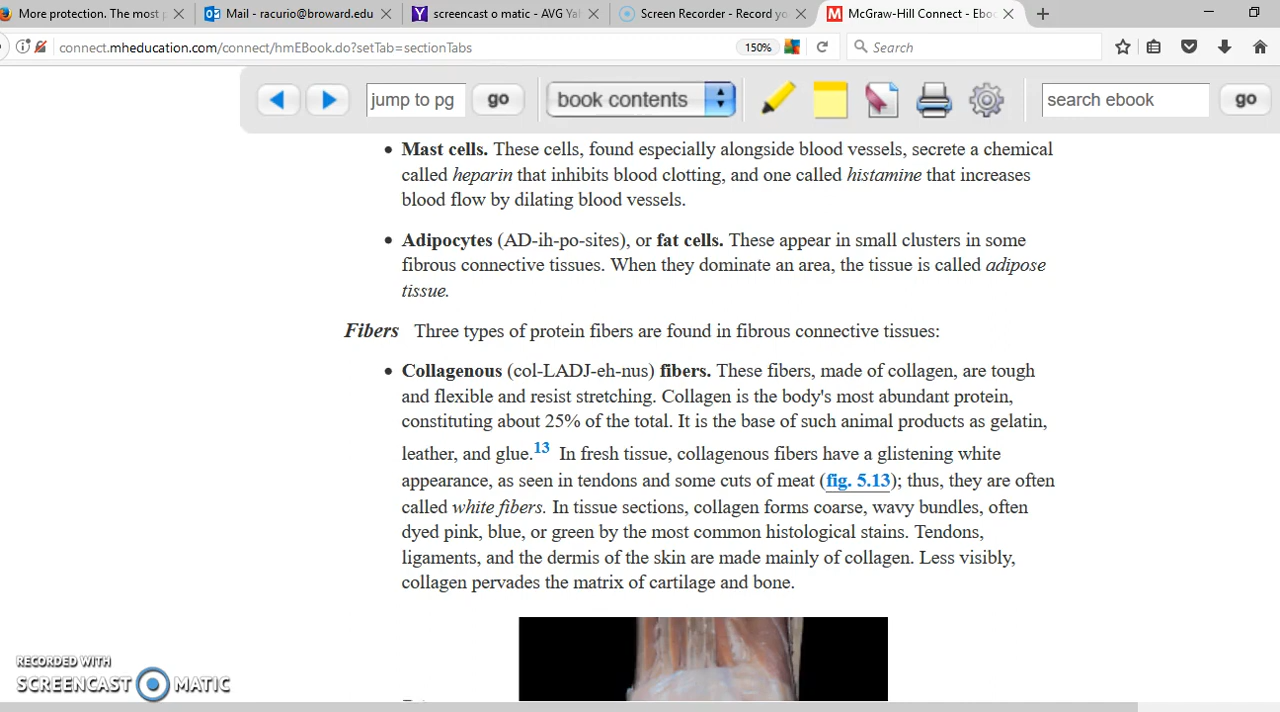 More protection. The most
Mail - racurio@broward.edu
screencast o matic - AVG Ya
Screen Recorder - Record yo
McGraw-Hill Connect - Eboo
connect.mheducation.com/connect/hmEBook.do?setTab=sectionTabs
150%
Search
jump to pg
go
book contents
search ebook
go
• Mast cells. These cells, found especially alongside blood vessels, secrete a chemical
called heparin that inhibits blood clotting, and one called histamine that increases
blood flow by dilating blood vessels.
• Adipocytes (AD-ih-po-sites), or fat cells. These appear in small clusters in some
fibrous connective tissues. When they dominate an area, the tissue is called adipose
tissue.
Fibers Three types of protein fibers are found in fibrous connective tissues:
• Collagenous (col-LADJ-eh-nus) fibers. These fibers, made of collagen, are tough
and flexible and resist stretching. Collagen is the body's most abundant protein,
constituting about 25% of the total. It is the base of such animal products as gelatin,
leather, and glue.13 In fresh tissue, collagenous fibers have a glistening white
appearance, as seen in tendons and some cuts of meat (fig. 5.13); thus, they are often
called white fibers. In tissue sections, collagen forms coarse, wavy bundles, often
dyed pink, blue, or green by the most common histological stains. Tendons,
ligaments, and the dermis of the skin are made mainly of collagen. Less visibly,
collagen pervades the matrix of cartilage and bone.
RECORDED WITH
SCREENCAST MATIC